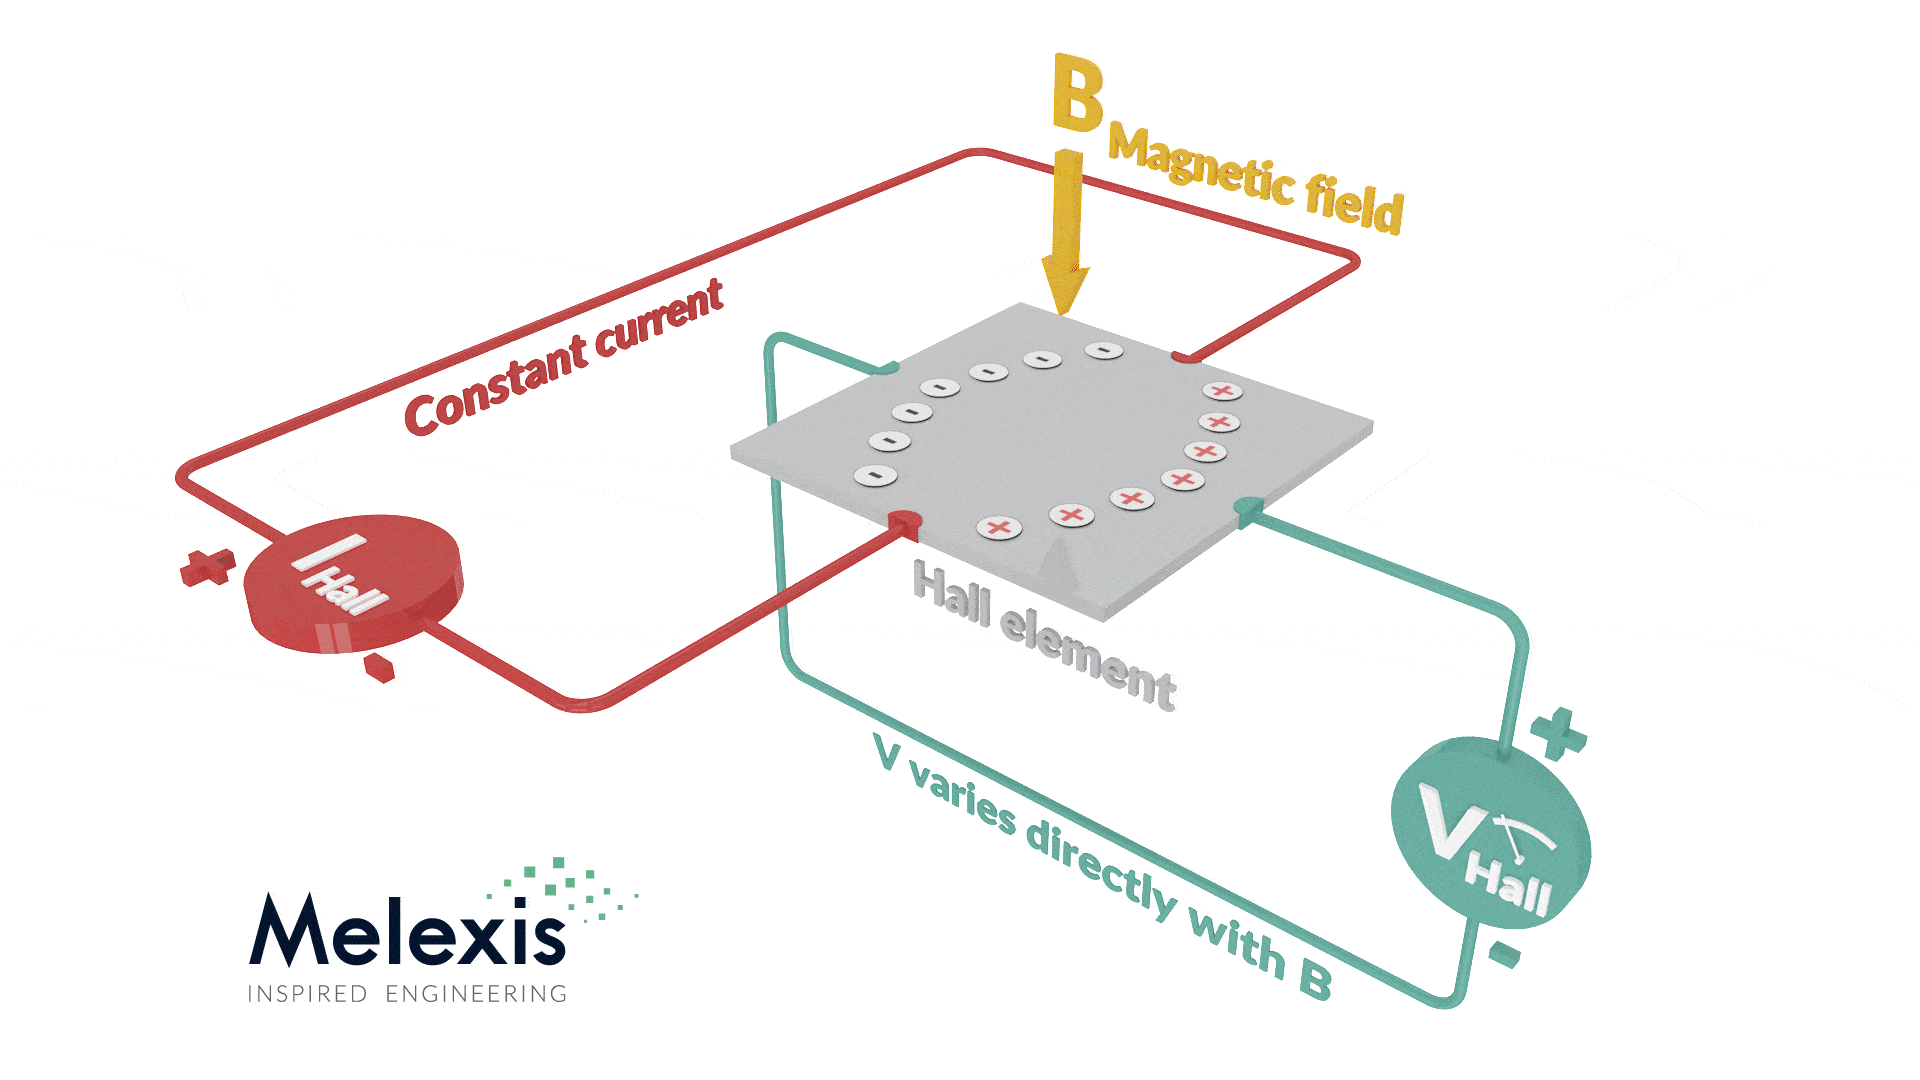 B Magnetic field
Constant current
- - - - - - -
+ + + + + + +
I Hall
+
-
Hall element
V varies directly with B
+
V Hall
-
Melexis
INSPIRED ENGINEERING